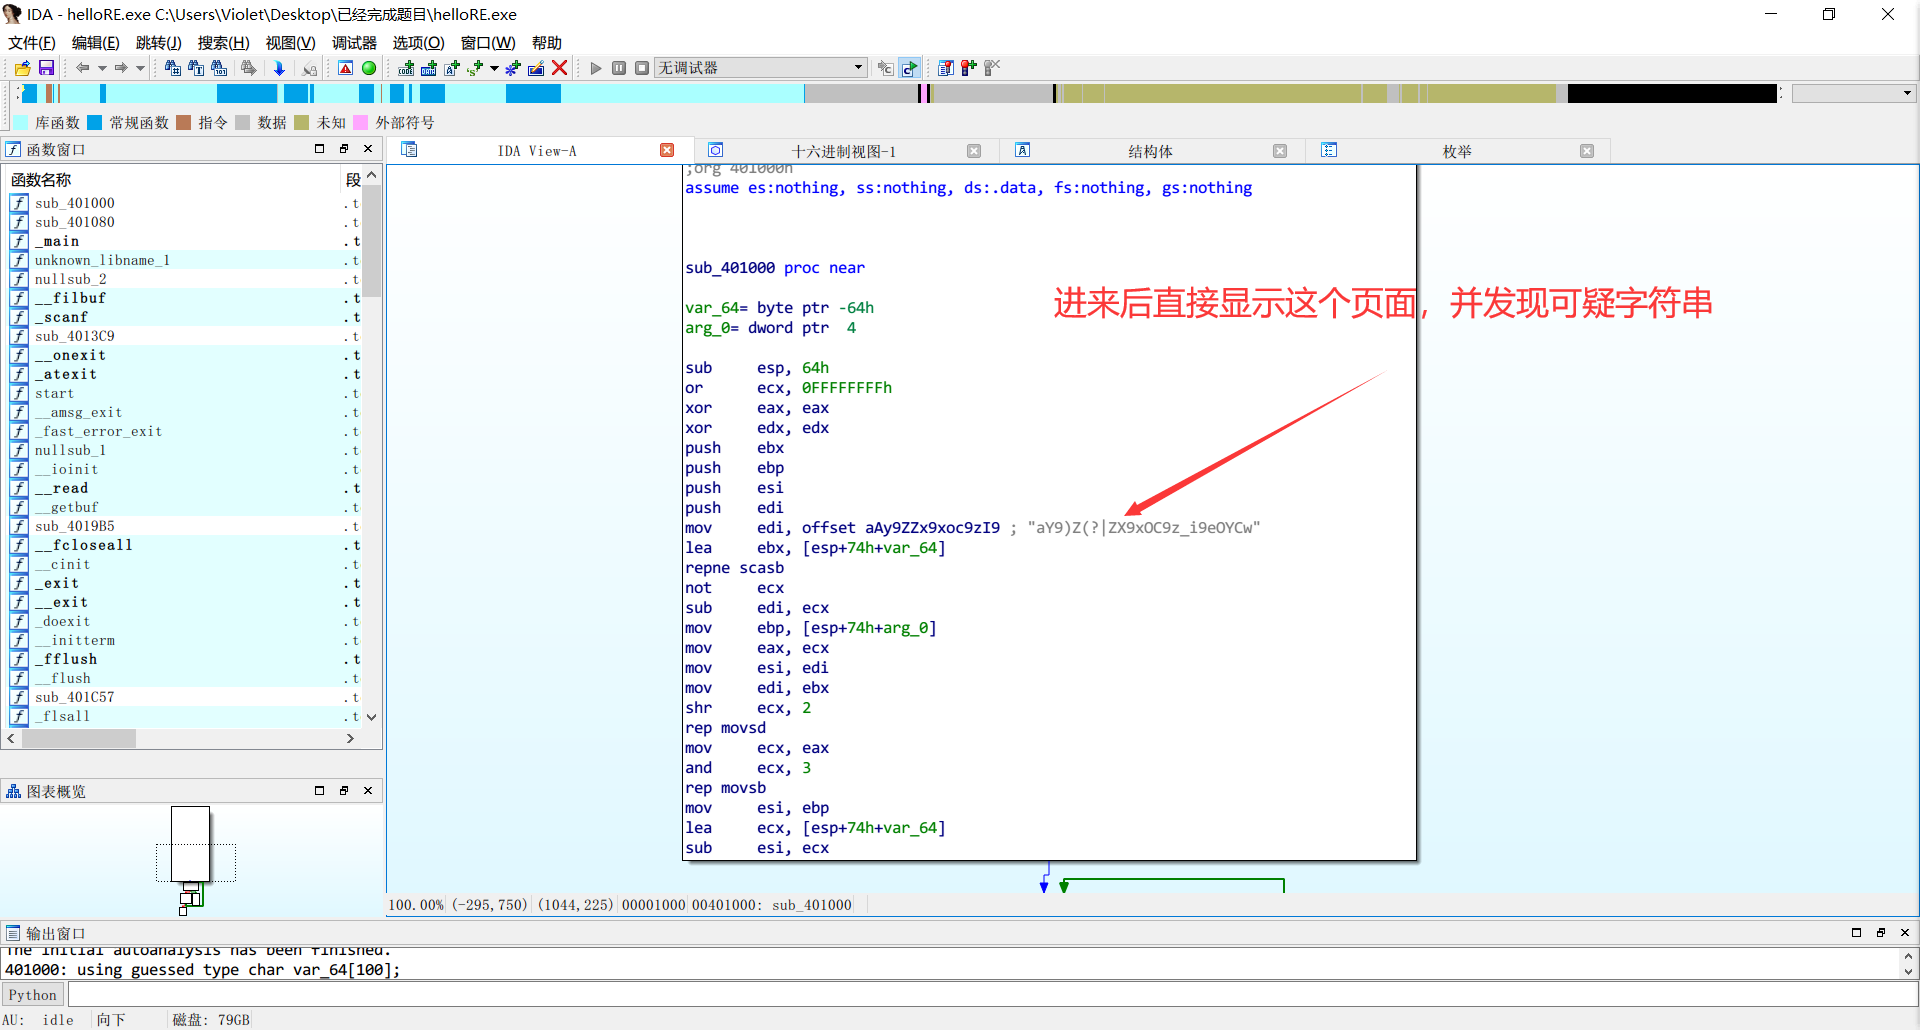 IDA - helloRE.exe C:\Users\Violet\Desktop\已经完成题目\helloRE.exe
文件(F) 编辑(E) 跳转(J) 搜索(H) 视图(V) 调试器 选项(O) 窗口(W) 帮助
无调试器
库函数 常规函数 指令 数据 未知 外部符号
函数窗口
函数名称 段
sub_401000 .t
sub_401080 .t
_main .t
unknown_libname_1 .t
nullsub_2 .t
__filbuf .t
_scanf .t
sub_4013C9 .t
__onexit .t
_atexit .t
start .t
__amsg_exit .t
_fast_error_exit .t
nullsub_1 .t
__ioinit .t
__read .t
__getbuf .t
sub_4019B5 .t
__fcloseall .t
__cinit .t
_exit .t
__exit .t
_doexit .t
__initterm .t
_fflush .t
__flush .t
sub_401C57 .t
_flsall .t
图表概览
IDA View-A 十六进制视图-1 结构体 枚举
;org 401000h
assume es:nothing, ss:nothing, ds:.data, fs:nothing, gs:nothing
sub_401000 proc near
var_64= byte ptr -64h
arg_0= dword ptr  4
sub     esp, 64h
or      ecx, 0FFFFFFFFh
xor     eax, eax
xor     edx, edx
push    ebx
push    ebp
push    esi
push    edi
mov     edi, offset aAy9ZZx9xoc9zI9 ; "aY9)Z(?|ZX9xOC9z_i9eOYCw"
lea     ebx, [esp+74h+var_64]
repne scasb
not     ecx
sub     edi, ecx
mov     ebp, [esp+74h+arg_0]
mov     eax, ecx
mov     esi, edi
mov     edi, ebx
shr     ecx, 2
rep movsd
mov     ecx, eax
and     ecx, 3
rep movsb
mov     esi, ebp
lea     ecx, [esp+74h+var_64]
sub     esi, ecx
进来后直接显示这个页面，并发现可疑字符串
100.00% (-295,750) (1044,225) 00001000 00401000: sub_401000
输出窗口
The initial autoanalysis has been finished.
401000: using guessed type char var_64[100];
Python
AU: idle 向下 磁盘: 79GB